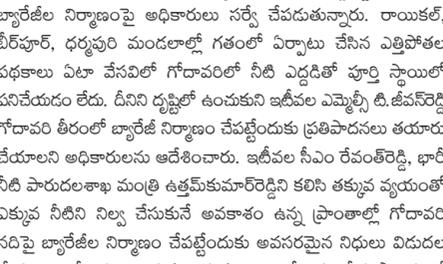 బ్యారేజీల నిర్మాణంపై అధికారులు సర్వే చేపడుతున్నారు. రాయికల్,
బీర్‌పూర్, ధర్మపురి మండలాల్లో గతంలో ఏర్పాటు చేసిన ఎత్తిపోతల
పథకాలు ఏటా వేసవిలో గోదావరిలో నీటి ఎద్దడితో పూర్తి స్థాయిలో
పనిచేయడం లేదు. దీనిని దృష్టిలో ఉంచుకుని ఇటీవల ఎమ్మెల్సీ టి.జీవన్‌రెడ్డి
గోదావరి తీరంలో బ్యారేజీ నిర్మాణం చేపట్టేందుకు ప్రతిపాదనలు తయారు
చేయాలని అధికారులను ఆదేశించారు. ఇటీవల సీఎం రేవంత్‌రెడ్డి, భారీ
నీటి పారుదలశాఖ మంత్రి ఉత్తమ్‌కుమార్‌రెడ్డిని కలిసి తక్కువ వ్యయంతో
ఎక్కువ నీటిని నిల్వ చేసుకునే అవకాశం ఉన్న ప్రాంతాల్లో గోదావరి
నదిపై బ్యారేజీల నిర్మాణం చేపట్టేందుకు అవసరమైన నిధులు విడుదల